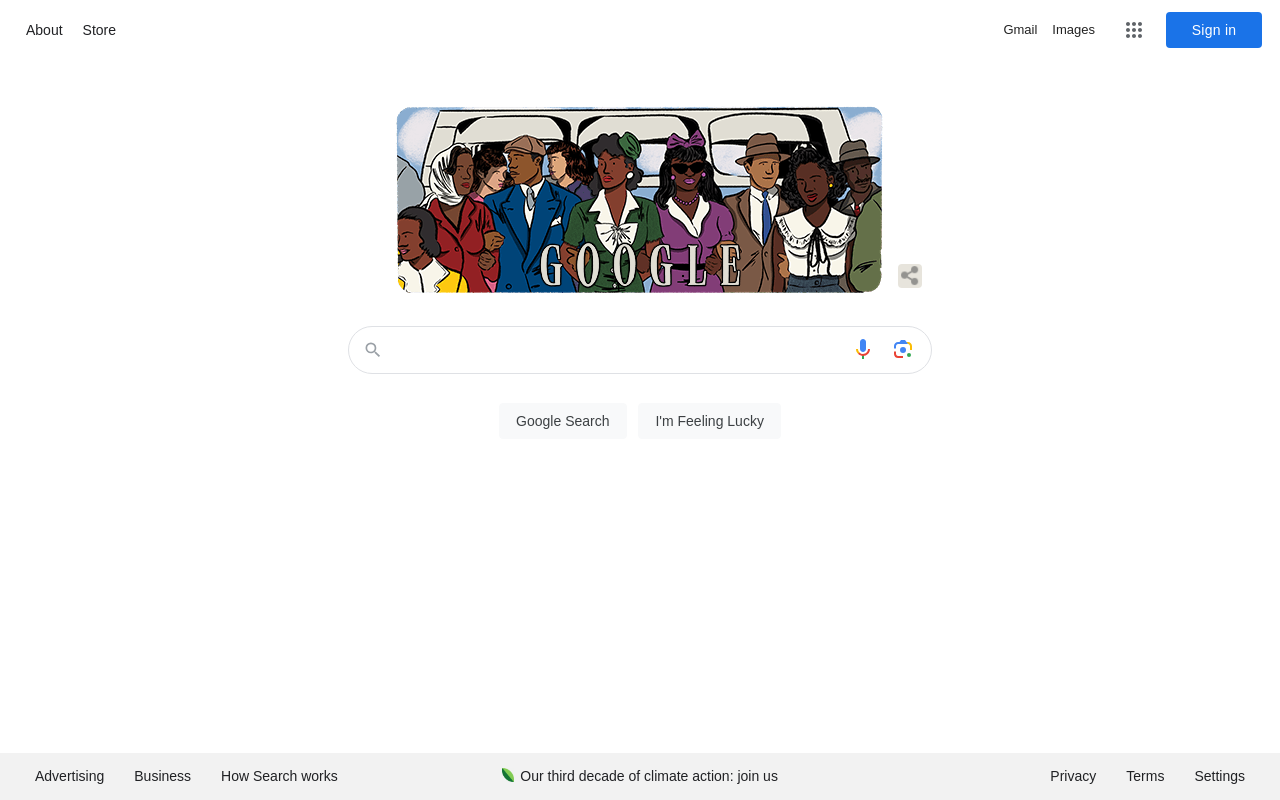 About Store Gmail Images Sign in
GOOGLE
Google Search I'm Feeling Lucky
Advertising Business How Search works Our third decade of climate action: join us Privacy Terms Settings